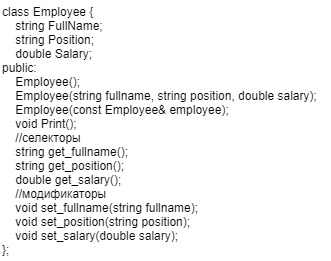 class Employee {
string FullName;
string Position;
double Salary;
public:
Employee();
Employee(string fullname, string position, double salary);
Employee(const Employee& employee);
void Print();
//селекторы
string get_fullname();
string get_position();
double get_salary();
//модификаторы
void set_fullname(string fullname);
void set_position(string position);
void set_salary(double salary);
};